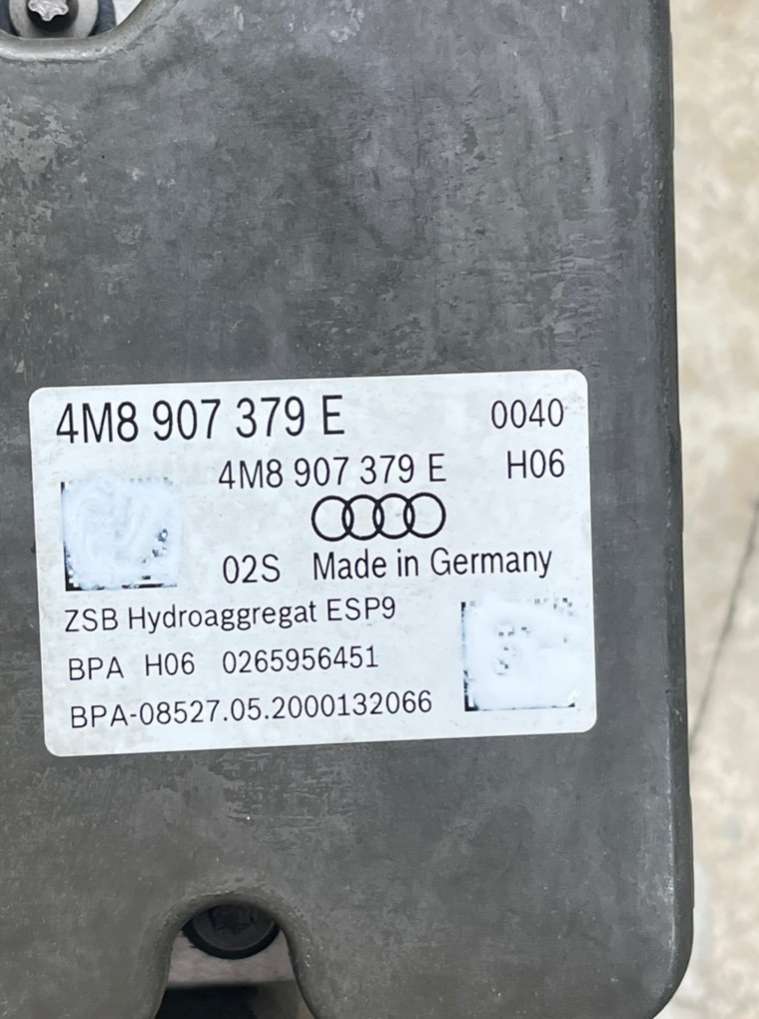 4M8 907 379 E 0040
4M8 907 379 E H06
02S Made in Germany
ZSB Hydroaggregat ESP9
BPA H06 0265956451
BPA-08527.05.2000132066